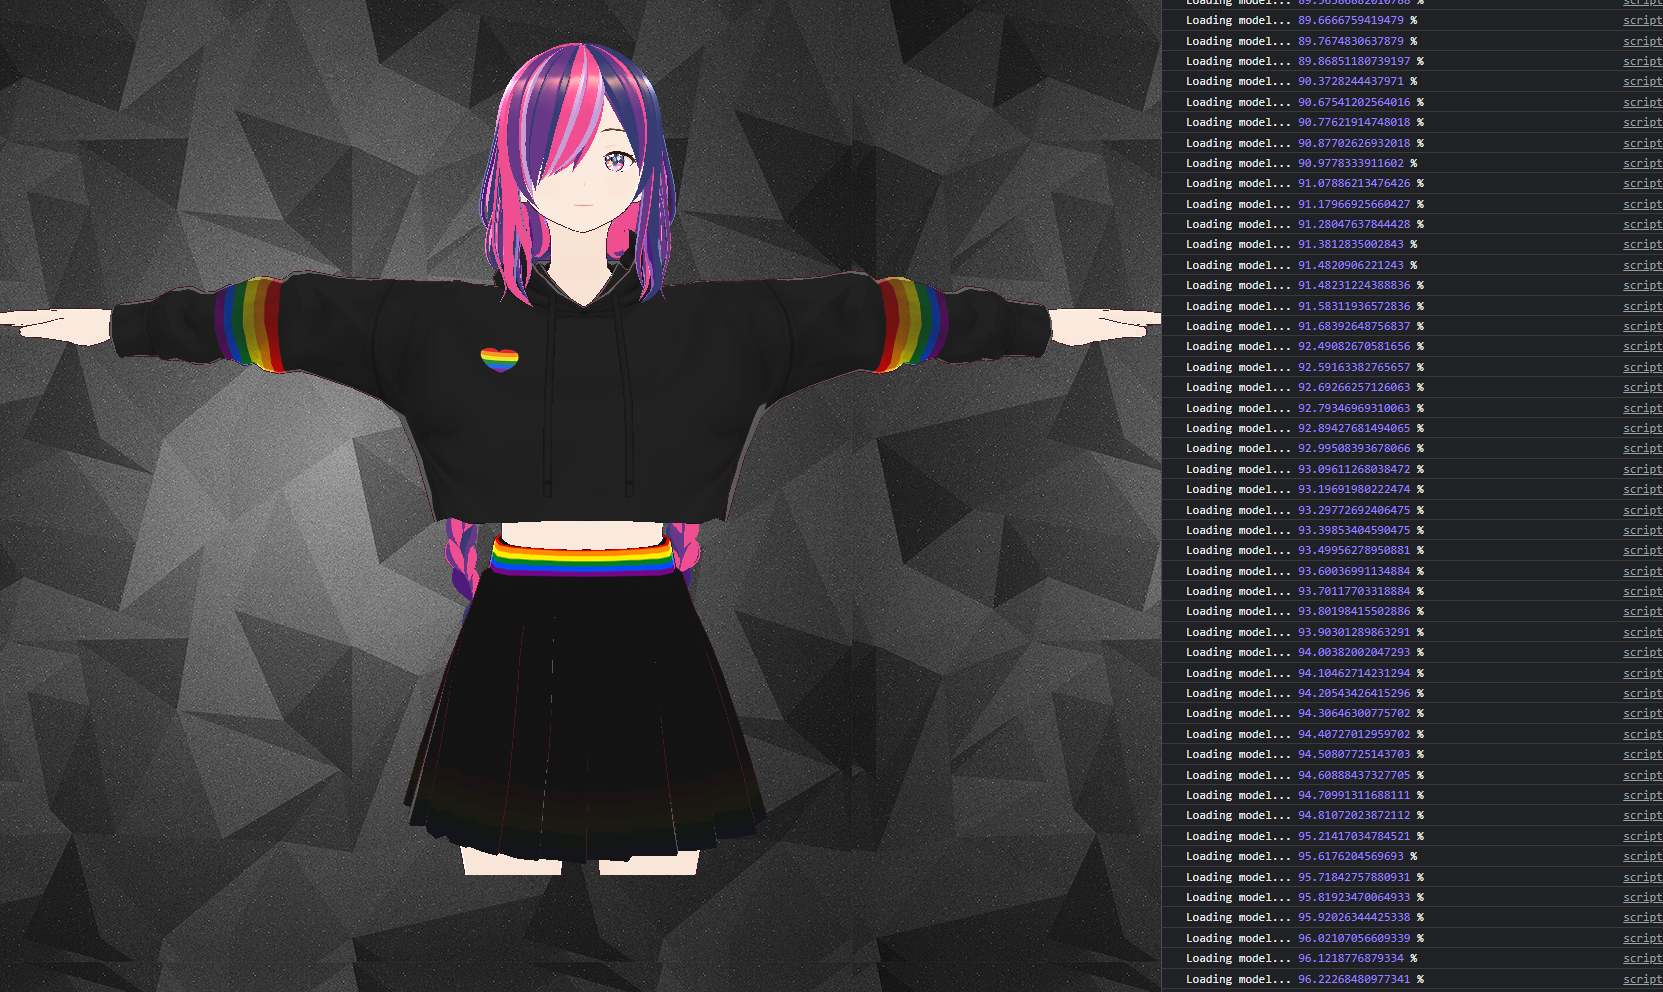 Loading model... 89.6666759419479 % script
Loading model... 89.7674830637879 % script
Loading model... 89.86851180739197 % script
Loading model... 90.3728244437971 % script
Loading model... 90.67541202564016 % script
Loading model... 90.77621914748018 % script
Loading model... 90.87702626932018 % script
Loading model... 90.9778333911602 % script
Loading model... 91.07886213476426 % script
Loading model... 91.17966925660427 % script
Loading model... 91.28047637844428 % script
Loading model... 91.3812835002843 % script
Loading model... 91.4820906221243 % script
Loading model... 91.48231224388836 % script
Loading model... 91.58311936572836 % script
Loading model... 91.68392648756837 % script
Loading model... 92.49082670581656 % script
Loading model... 92.59163382765657 % script
Loading model... 92.69266257126063 % script
Loading model... 92.79346969310063 % script
Loading model... 92.89427681494065 % script
Loading model... 92.99508393678066 % script
Loading model... 93.09611268038472 % script
Loading model... 93.19691980222474 % script
Loading model... 93.29772692406475 % script
Loading model... 93.39853404590475 % script
Loading model... 93.49956278950881 % script
Loading model... 93.60036991134884 % script
Loading model... 93.70117703318884 % script
Loading model... 93.80198415502886 % script
Loading model... 93.90301289863291 % script
Loading model... 94.00382002047293 % script
Loading model... 94.10462714231294 % script
Loading model... 94.20543426415296 % script
Loading model... 94.30646300775702 % script
Loading model... 94.40727012959702 % script
Loading model... 94.50807725143703 % script
Loading model... 94.60888437327705 % script
Loading model... 94.70991311688111 % script
Loading model... 94.81072023872112 % script
Loading model... 95.21417034784521 % script
Loading model... 95.6176204569693 % script
Loading model... 95.71842757880931 % script
Loading model... 95.81923470064933 % script
Loading model... 95.92026344425338 % script
Loading model... 96.02107056609339 % script
Loading model... 96.1218776879334 % script
Loading model... 96.22268480977341 % script